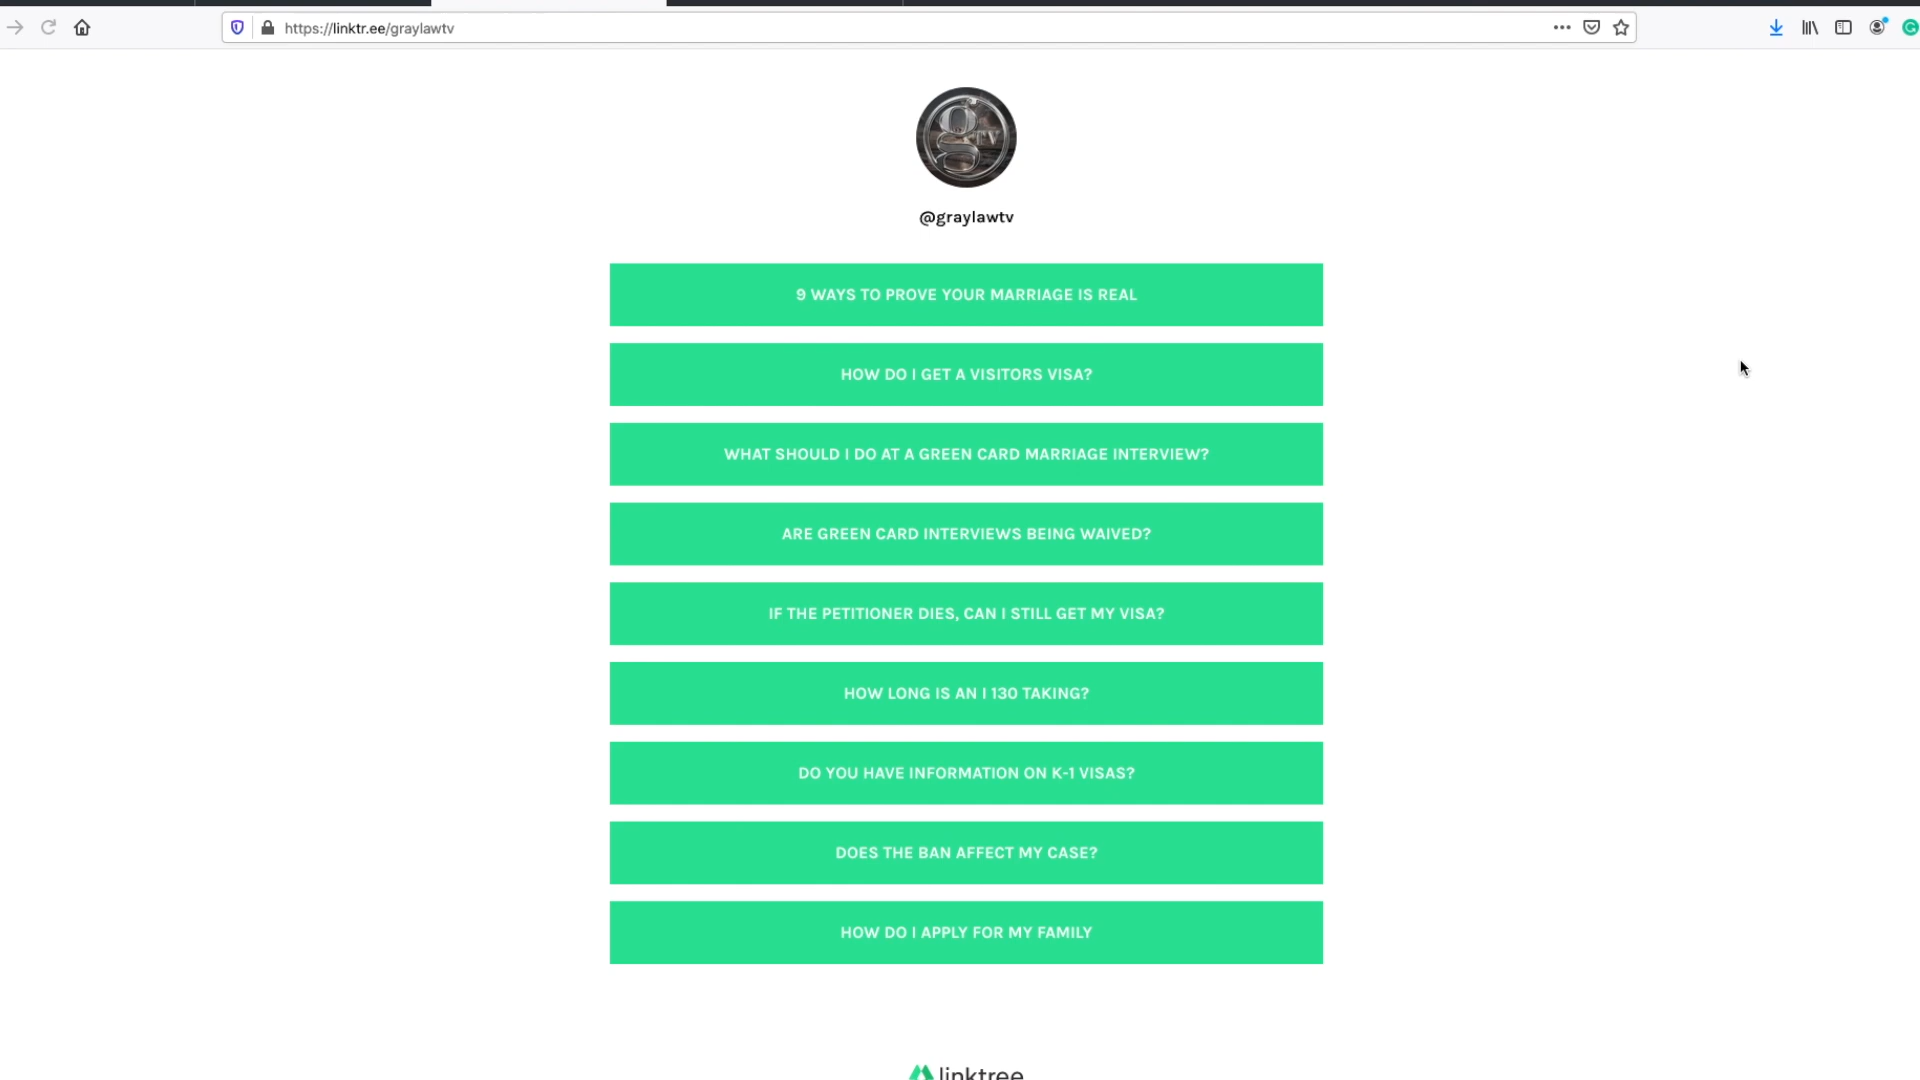 https://linktr.ee/graylawtv
g TV
@graylawtv
9 WAYS TO PROVE YOUR MARRIAGE IS REAL
HOW DO I GET A VISITORS VISA?
WHAT SHOULD I DO AT A GREEN CARD MARRIAGE INTERVIEW?
ARE GREEN CARD INTERVIEWS BEING WAIVED?
IF THE PETITIONER DIES, CAN I STILL GET MY VISA?
HOW LONG IS AN I 130 TAKING?
DO YOU HAVE INFORMATION ON K-1 VISAS?
DOES THE BAN AFFECT MY CASE?
HOW DO I APPLY FOR MY FAMILY
linktree